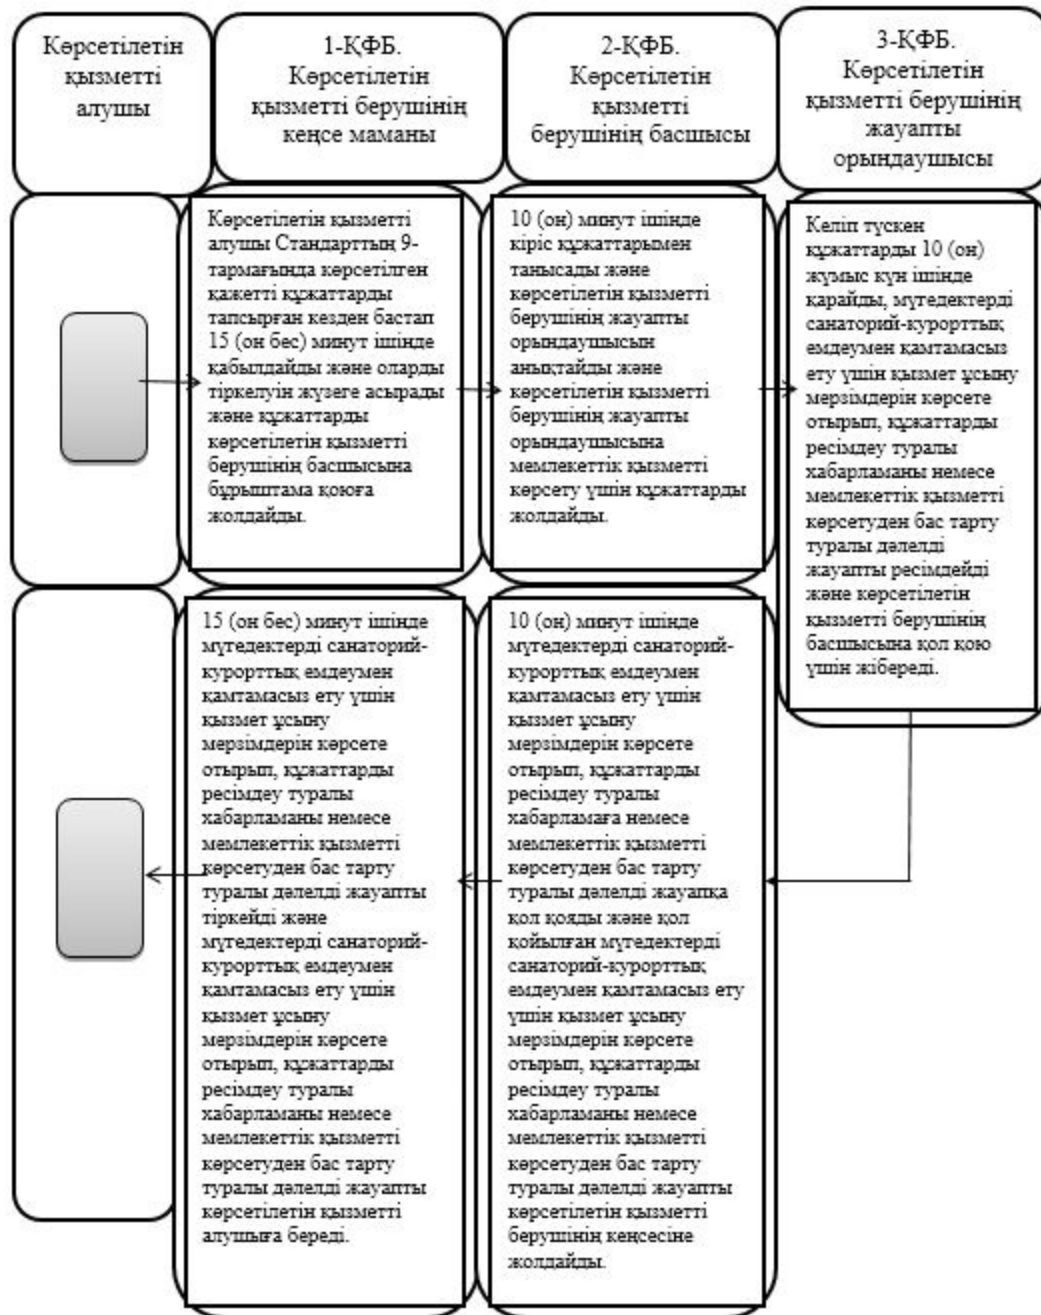 Көрсетілетін
қызметті
алушы
1-ҚФБ.
Көрсетілетін
қызметті берушінің
кеңсе маманы
2-ҚФБ.
Көрсетілетін
қызметті
берушінің басшысы
3-ҚФБ.
Көрсетілетін
қызметті берушінің
жауапты
орындаушысы
Көрсетілетін қызметті
алушы Стандарттың 9-
тармағында көрсетілген
қажетті құжаттарды
тапсырған кезден бастап
15 (он бес) минут ішінде
қабылдайды және оларды
тіркелуін жүзеге асырады
және құжаттарды
көрсетілетін қызметті
берушінің басшысына
бұрыштама қоюға
жолдайды.
10 (он) минут ішінде
кіріс құжаттарымен
танысады және
көрсетілетін қызметті
берушінің жауапты
орындаушысын
анықтайды және
көрсетілетін қызметті
берушінің жауапты
орындаушысына
мемлекеттік қызметті
көрсету үшін құжаттарды
жолдайды.
Келіп түскен
құжаттарды 10 (он)
жұмыс күн ішінде
қарайды, мүгедектерді
санаторий-курорттық
емдеумен қамтамасыз
ету үшін қызмет ұсыну
мерзімдерін көрсете
отырып, құжаттарды
ресімдеу туралы
хабарламаны немесе
мемлекеттік қызметті
көрсетуден бас тарту
туралы дәлелді
жауапты ресімдейді
және көрсетілетін
қызметті берушінің
басшысына қол қою
үшін жібереді.
15 (он бес) минут ішінде
мүгедектерді санаторий-
курорттық емдеумен
қамтамасыз ету үшін
қызмет ұсыну
мерзімдерін көрсете
отырып, құжаттарды
ресімдеу туралы
хабарламаны немесе
мемлекеттік қызметті
көрсетуден бас тарту
туралы дәлелді жауапты
тіркейді және
мүгедектерді санаторий-
курорттық емдеумен
қамтамасыз ету үшін
қызмет ұсыну
мерзімдерін көрсете
отырып, құжаттарды
ресімдеу туралы
хабарламаны немесе
мемлекеттік қызметті
көрсетуден бас тарту
туралы дәлелді жауапты
көрсетілетін қызметті
алушыға береді.
10 (он) минут ішінде
мүгедектерді санаторий-
курорттық емдеумен
қамтамасыз ету үшін
қызмет ұсыну
мерзімдерін көрсете
отырып, құжаттарды
ресімдеу туралы
хабарламаға немесе
мемлекеттік қызметті
көрсетуден бас тарту
туралы дәлелді жауапқа
қол қояды және қол
қойылған мүгедектерді
санаторий-курорттық
емдеумен қамтамасыз ету
үшін қызмет ұсыну
мерзімдерін көрсете
отырып, құжаттарды
ресімдеу туралы
хабарламаны немесе
мемлекеттік қызметті
көрсетуден бас тарту
туралы дәлелді жауапты
көрсетілетін қызметті
берушінің кеңсесіне
жолдайды.